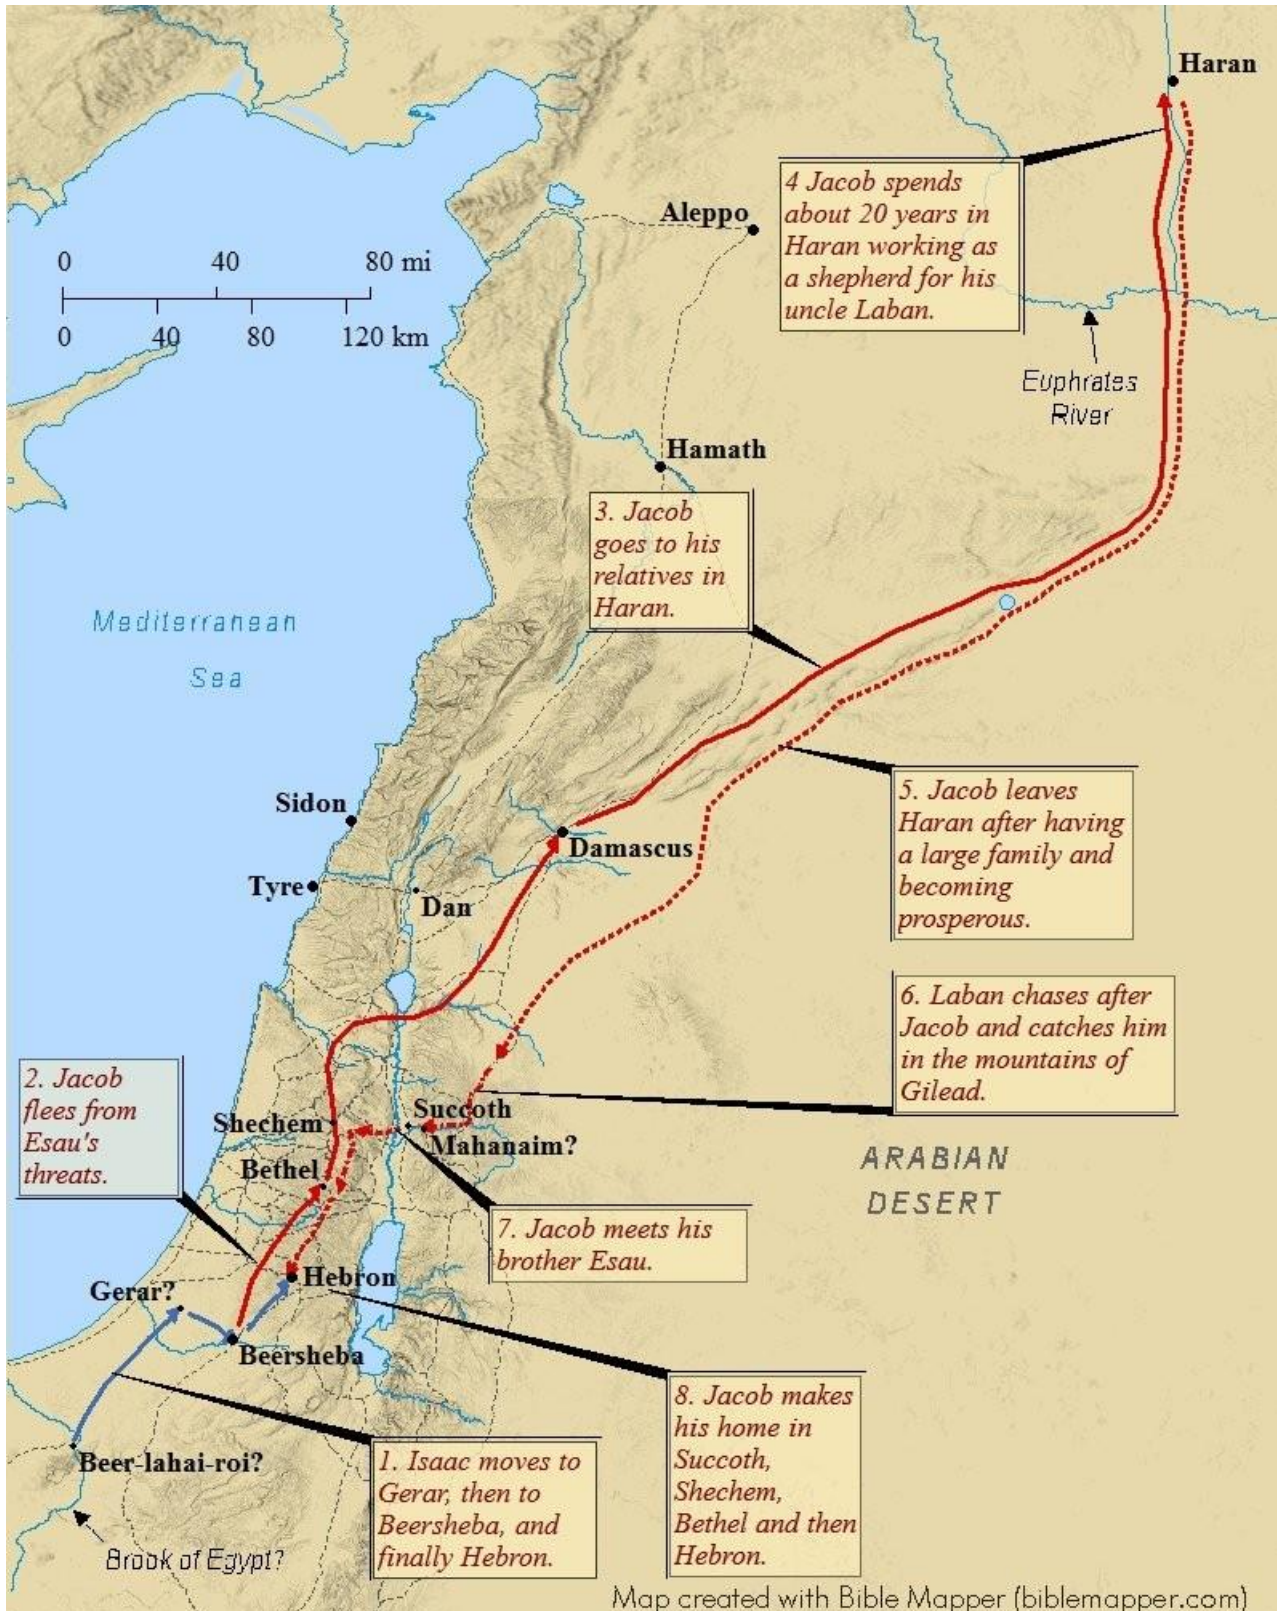 Haran
4 Jacob spends
about 20 years in
Haran working as
a shepherd for his
uncle Laban.
Aleppo
0 40 80 mi
0 40 80 120 km
Euphrates
River
Hamath
3. Jacob
goes to his
relatives in
Haran.
Mediterranean
Sea
5. Jacob leaves
Haran after having
a large family and
becoming
prosperous.
Sidon
Damascus
Tyre
Dan
6. Laban chases after
Jacob and catches him
in the mountains of
Gilead.
2. Jacob
flees from
Esau's
threats.
Shechem
Succoth
Mahanaim?
Bethel
ARABIAN
DESERT
7. Jacob meets his
brother Esau.
Hebron
Gerar?
Beersheba
8. Jacob makes
his home in
Succoth,
Shechem,
Bethel and then
Hebron.
Beer-lahai-roi?
1. Isaac moves to
Gerar, then to
Beersheba, and
finally Hebron.
Brook of Egypt?
Map created with Bible Mapper (biblemapper.com)